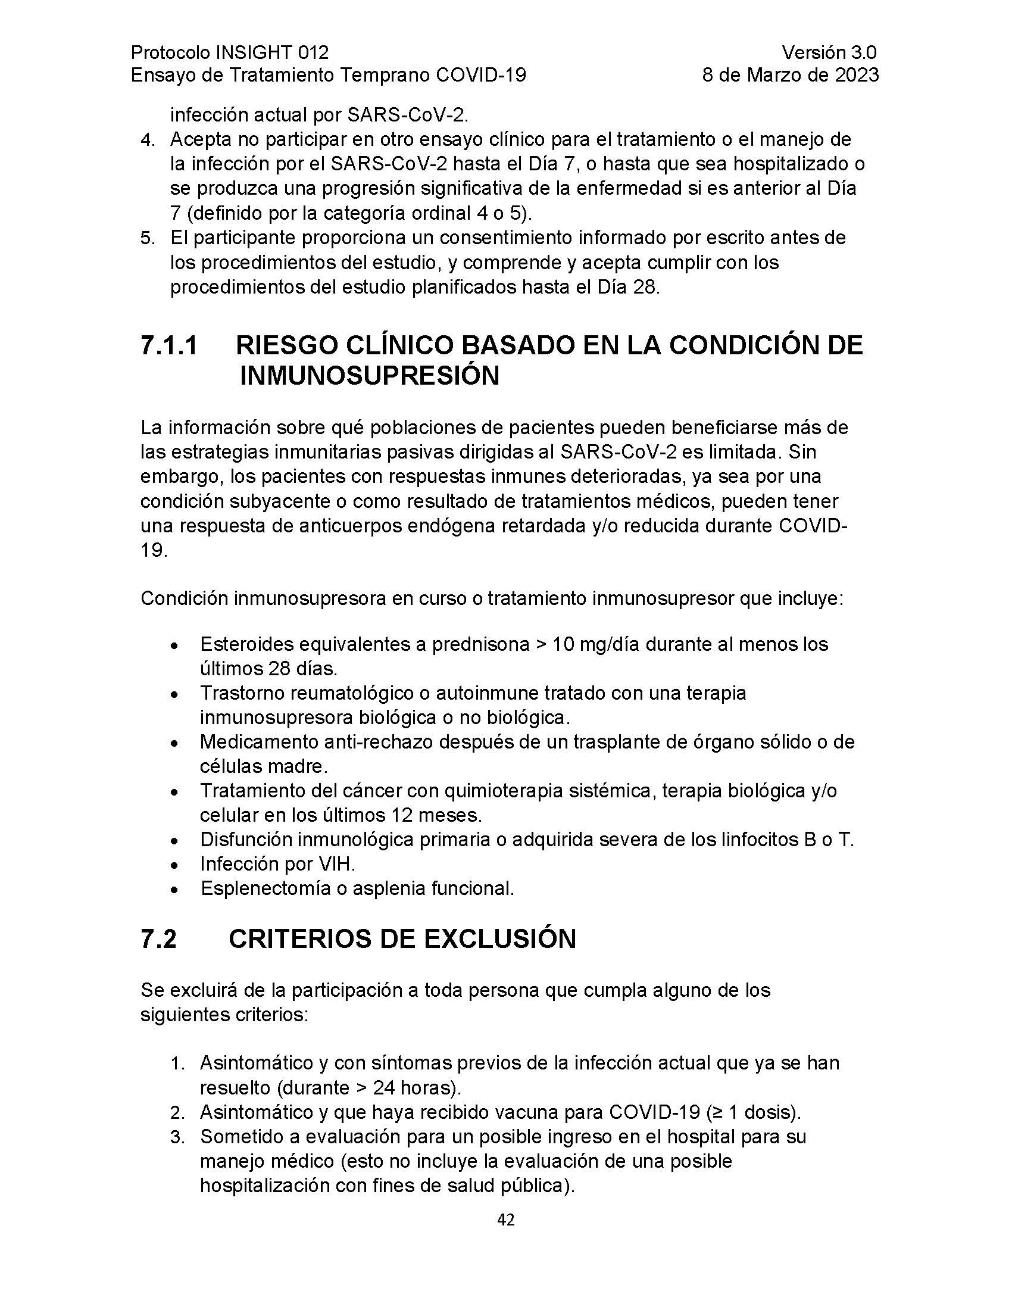 Protocolo INSIGHT 012 Versión 3.0
Ensayo de Tratamiento Temprano COVID-19 8 de Marzo de 2023
infección actual por SARS-CoV-2.
4. Acepta no participar en otro ensayo clínico para el tratamiento o el manejo de
la infección por el SARS-CoV-2 hasta el Día 7, o hasta que sea hospitalizado o
se produzca una progresión significativa de la enfermedad si es anterior al Día
7 (definido por la categoría ordinal 4 o 5).
5. El participante proporciona un consentimiento informado por escrito antes de
los procedimientos del estudio, y comprende y acepta cumplir con los
procedimientos del estudio planificados hasta el Día 28.
7.1.1 RIESGO CLÍNICO BASADO EN LA CONDICIÓN DE
INMUNOSUPRESIÓN
La información sobre qué poblaciones de pacientes pueden beneficiarse más de
las estrategias inmunitarias pasivas dirigidas al SARS-CoV-2 es limitada. Sin
embargo, los pacientes con respuestas inmunes deterioradas, ya sea por una
condición subyacente o como resultado de tratamientos médicos, pueden tener
una respuesta de anticuerpos endógena retardada y/o reducida durante COVID-
19.
Condición inmunosupresora en curso o tratamiento inmunosupresor que incluye:
• Esteroides equivalentes a prednisona > 10 mg/día durante al menos los
últimos 28 días.
• Trastorno reumatológico o autoinmune tratado con una terapia
inmunosupresora biológica o no biológica.
• Medicamento anti-rechazo después de un trasplante de órgano sólido o de
células madre.
• Tratamiento del cáncer con quimioterapia sistémica, terapia biológica y/o
celular en los últimos 12 meses.
• Disfunción inmunológica primaria o adquirida severa de los linfocitos B o T.
• Infección por VIH.
• Esplenectomía o asplenia funcional.
7.2 CRITERIOS DE EXCLUSIÓN
Se excluirá de la participación a toda persona que cumpla alguno de los
siguientes criterios:
1. Asintomático y con síntomas previos de la infección actual que ya se han
resuelto (durante > 24 horas).
2. Asintomático y que haya recibido vacuna para COVID-19 (≥ 1 dosis).
3. Sometido a evaluación para un posible ingreso en el hospital para su
manejo médico (esto no incluye la evaluación de una posible
hospitalización con fines de salud pública).
42